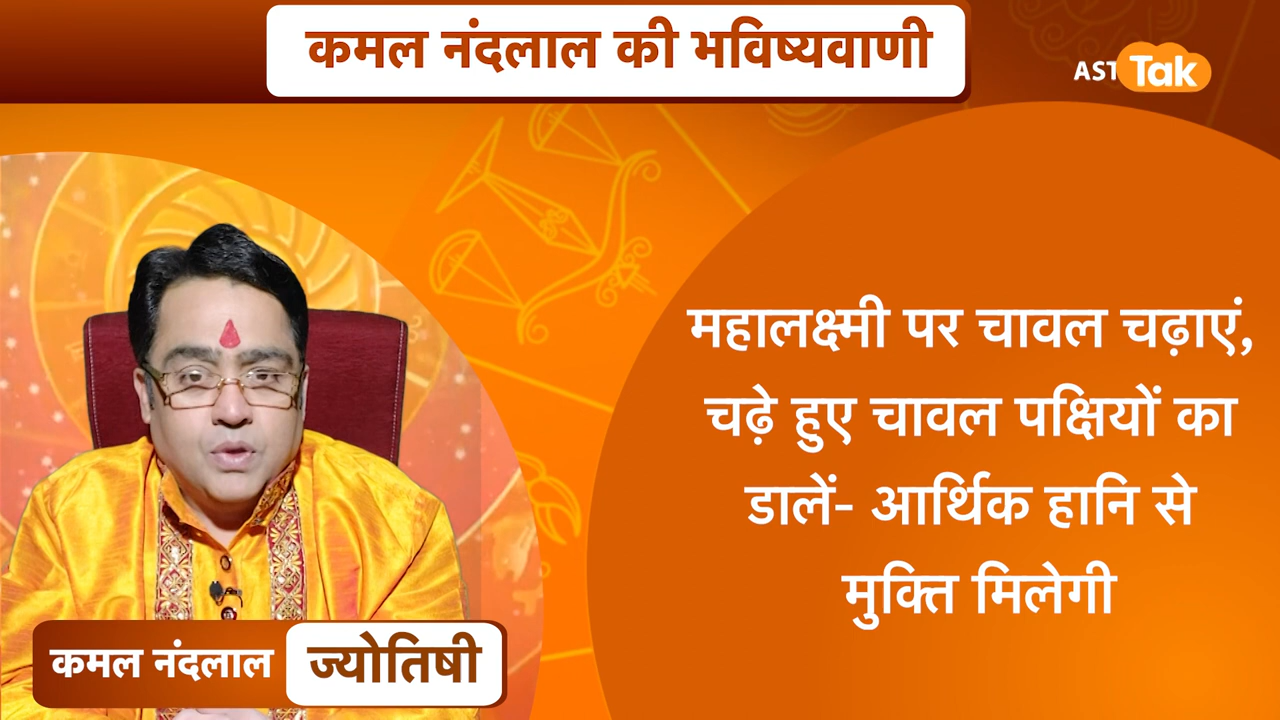 कमल नंदलाल की भविष्यवाणी
AST Tak
महालक्ष्मी पर चावल चढ़ाएं,
चढ़े हुए चावल पक्षियों का
डालें- आर्थिक हानि से
मुक्ति मिलेगी
कमल नंदलाल ज्योतिषी